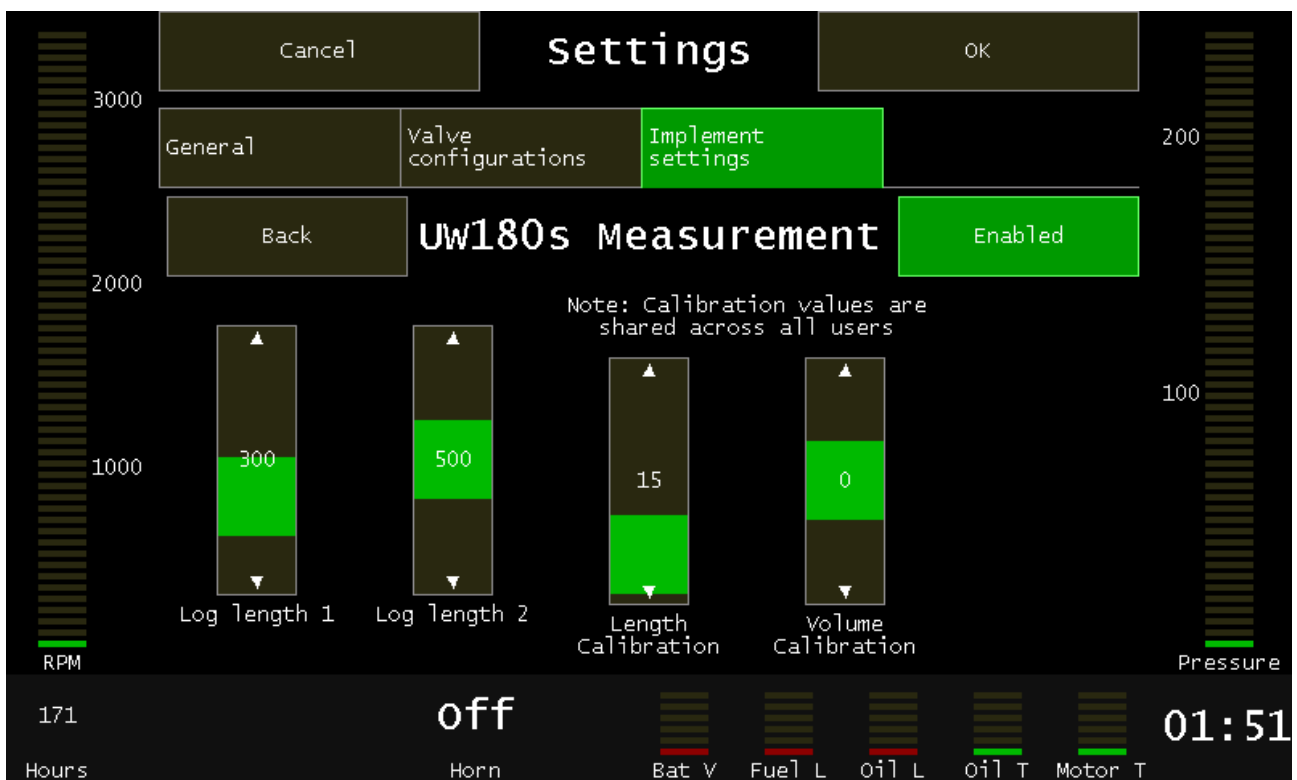 Cancel
Settings
OK
3000
General
Valve
configurations
Implement
settings
200
Back
UW180s Measurement
Enabled
2000
Note: Calibration values are
shared across all users
100
1000
300
500
15
0
Log length 1
Log length 2
Length
Calibration
Volume
Calibration
RPM
Pressure
171
Off
01:51
Hours
Horn
Bat V
Fuel L
Oil L
Oil T
Motor T